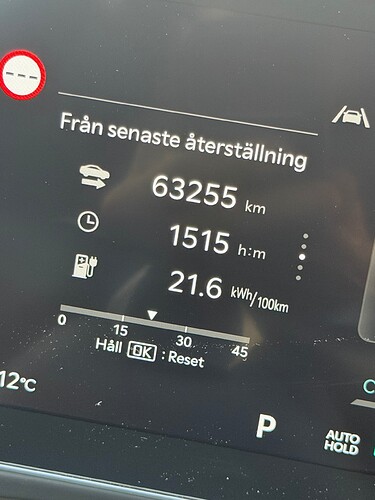 ---
Från senaste återställning
63255 km
1515 h:m
21.6 kWh/100km
0 15 30 45
Håll OK : Reset
12°C
P
AUTO
HOLD